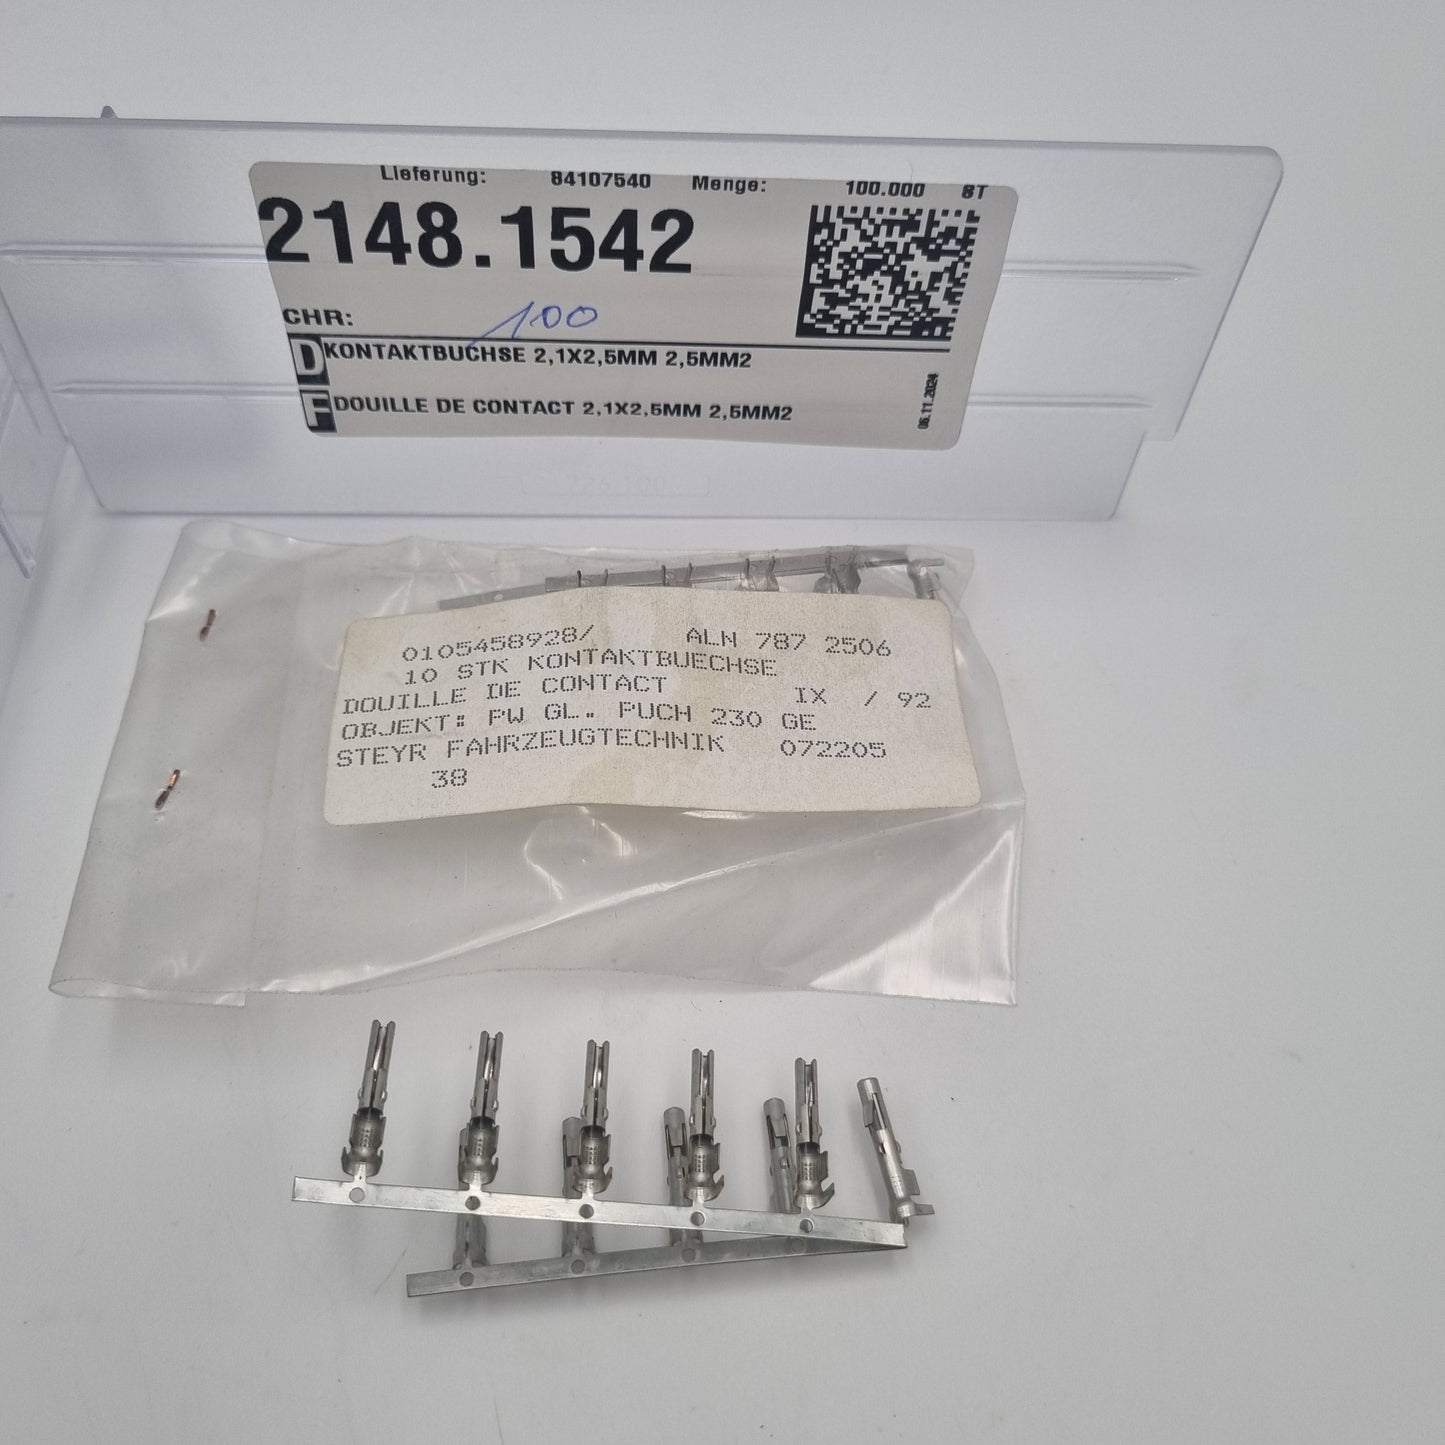 Lieferung: 84107540 Menge: 100.000 ST
2148.1542
CHR: 100
D KONTAKTBUCHSE 2,1X2,5MM 2,5MM2
F DOUILLE DE CONTACT 2,1X2,5MM 2,5MM2
06.11.2024
0105458928/ ALN 787 2506
10 STK KONTAKTBUECHSE
DOUILLE DE CONTACT IX / 92
OBJEKT: PW GL. PUCH 230 GE
STEYR FAHRZEUGTECHNIK 072205
38